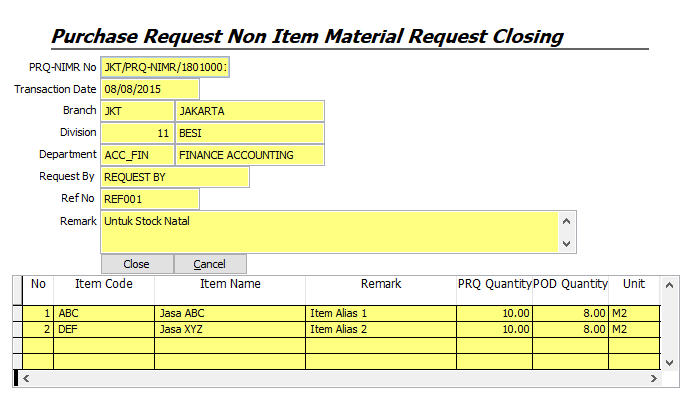 Purchase Request Non Item Material Request Closing
PRQ-NIMR No JKT/PRQ-NIMR/18010001
Transaction Date 08/08/2015
Branch JKT JAKARTA
Division 11 BESI
Department ACC_FIN FINANCE ACCOUNTING
Request By REQUEST BY
Ref No REF001
Remark Untuk Stock Natal
Close Cancel
No Item Code Item Name Remark PRQ Quantity POD Quantity Unit
1 ABC Jasa ABC Item Alias 1 10.00 8.00 M2
2 DEF Jasa XYZ Item Alias 2 10.00 8.00 M2